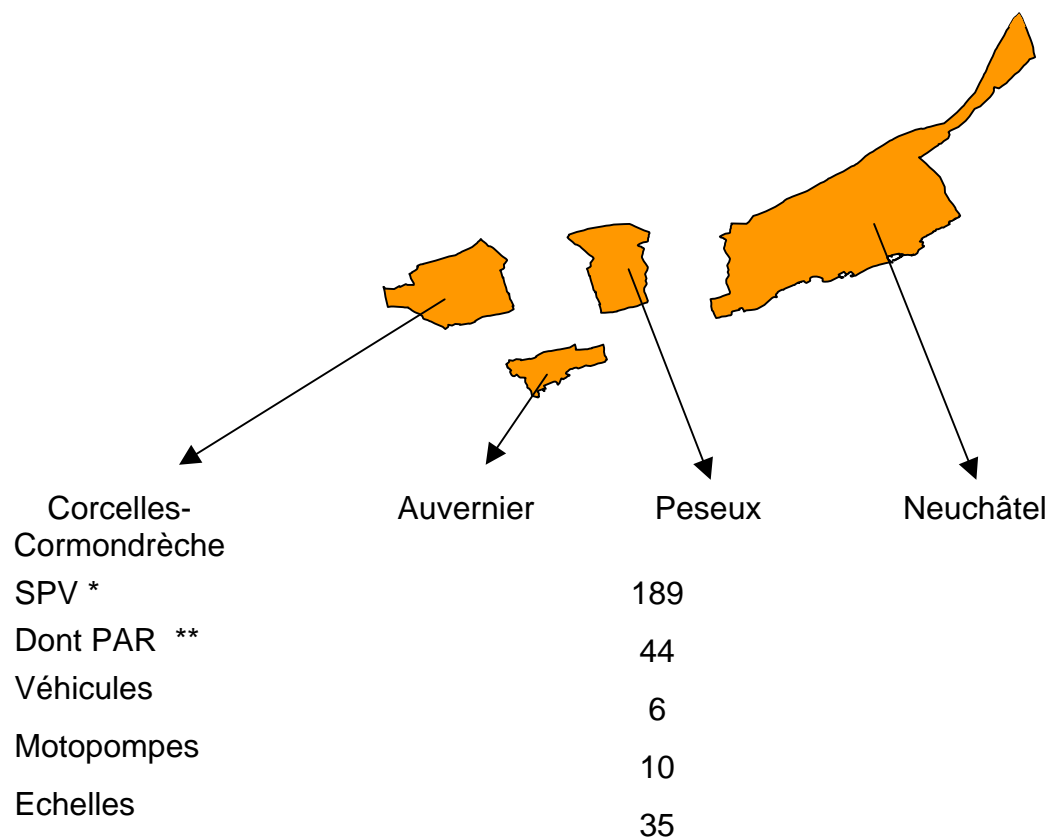 Corcelles-
Cormondrèche
Auvernier
Peseux
Neuchâtel
SPV *
189
Dont PAR **
44
Véhicules
6
Motopompes
10
Echelles
35